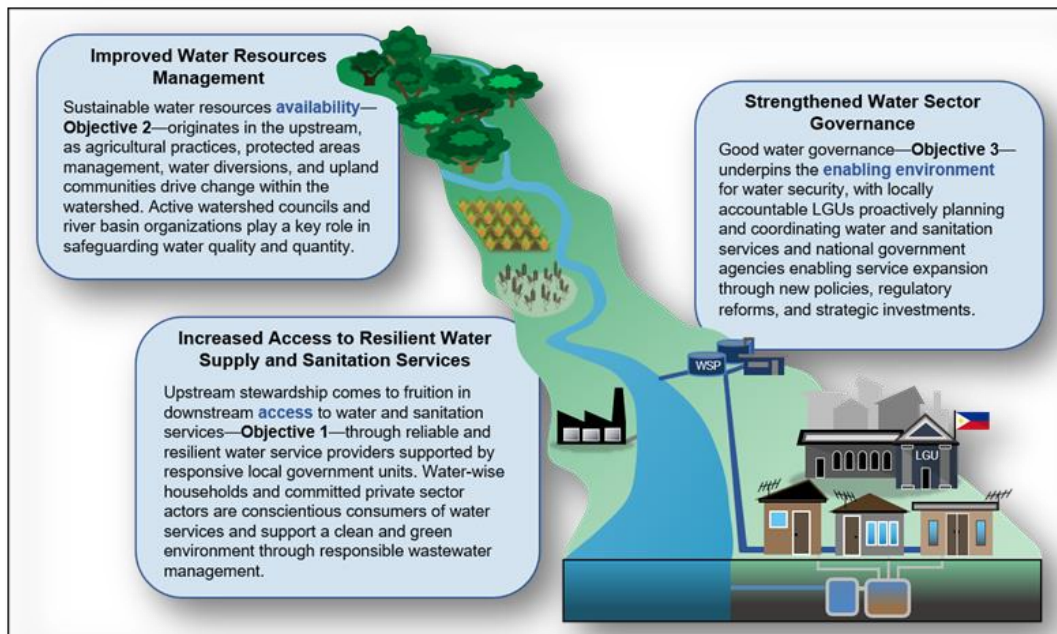 Improved Water Resources
Management
Sustainable water resources availability—
Objective 2—originates in the upstream,
as agricultural practices, protected areas
management, water diversions, and upland
communities drive change within the
watershed. Active watershed councils and
river basin organizations play a key role in
safeguarding water quality and quantity.
Strengthened Water Sector
Governance
Good water governance—Objective 3—
underpins the enabling environment
for water security, with locally
accountable LGUs proactively planning
and coordinating water and sanitation
services and national government
agencies enabling service expansion
through new policies, regulatory
reforms, and strategic investments.
Increased Access to Resilient Water
Supply and Sanitation Services
Upstream stewardship comes to fruition in
downstream access to water and sanitation
services—Objective 1—through reliable and
resilient water service providers supported by
responsive local government units. Water-wise
households and committed private sector
actors are conscientious consumers of water
services and support a clean and green
environment through responsible wastewater
management.
WSP
LGU